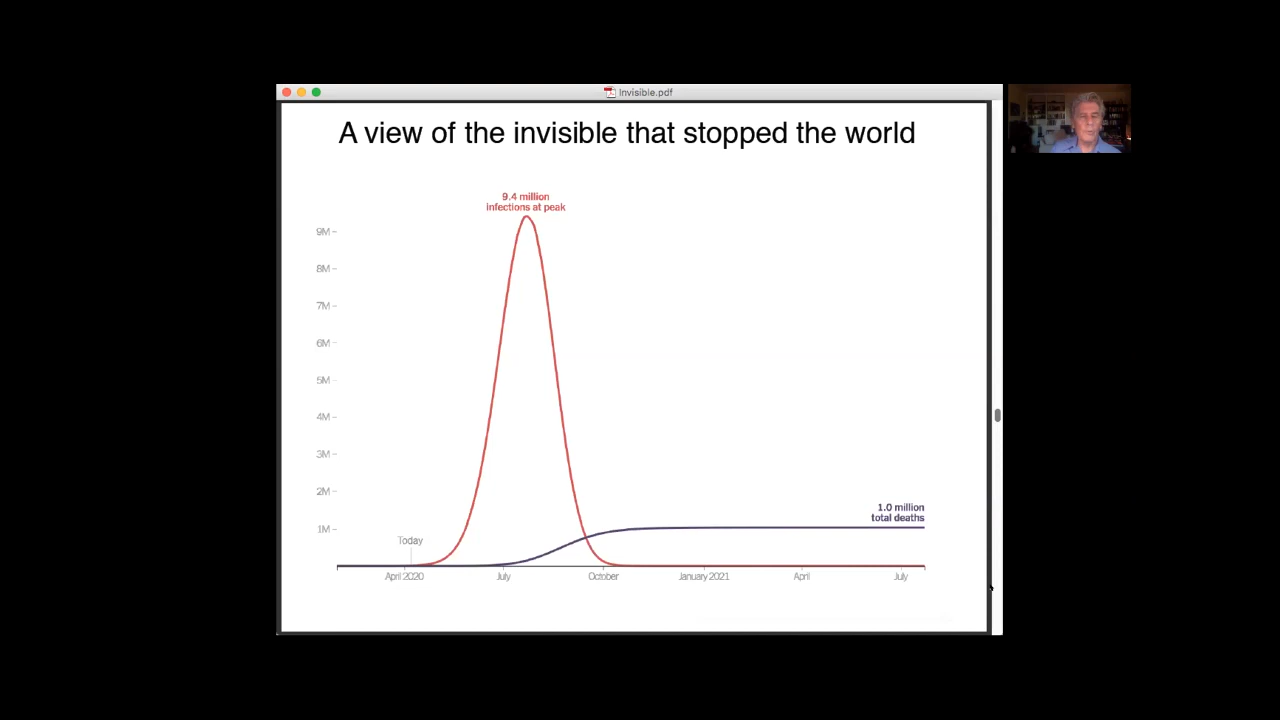 Invisible.pdf
A view of the invisible that stopped the world
9.4 million
infections at peak
9M
8M
7M
6M
5M
4M
3M
2M
1M
1.0 million
total deaths
Today
April 2020
July
October
January 2021
April
July